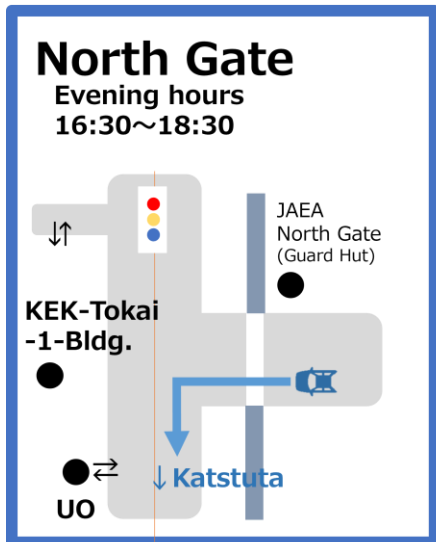 North Gate
Evening hours
16:30～18:30
JAEA
North Gate
(Guard Hut)
↓↑
KEK-Tokai
-1-Bldg.
⇄
↓Katstuta
UO